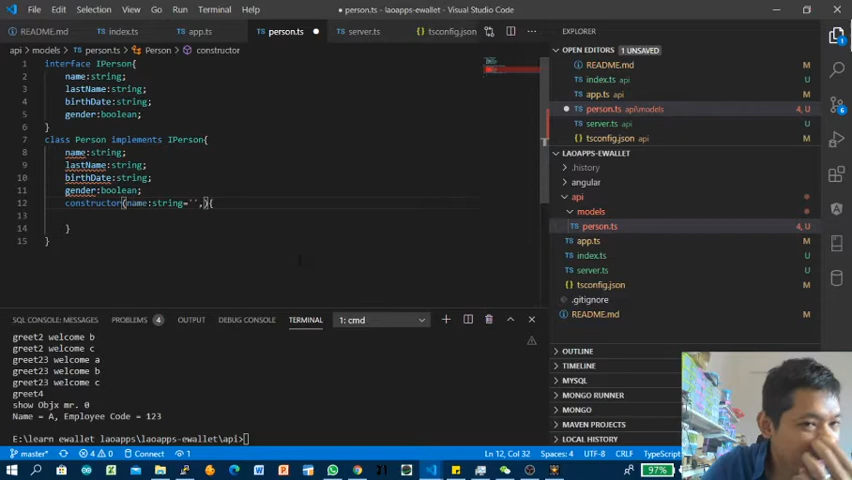 File Edit Selection View Go Run Terminal Help
● person.ts - laoapps-ewallet - Visual Studio Code
README.md index.ts app.ts person.ts ● server.ts tsconfig.json
api > models > person.ts > Person > constructor
1 interface IPerson{
2 name:string;
3 lastName:string;
4 birthDate:string;
5 gender:boolean;
6 }
7 class Person implements IPerson{
8 name:string;
9 lastName:string;
10 birthDate:string;
11 gender:boolean;
12 constructor(name:string='',){
13
14 }
15 }
EXPLORER
OPEN EDITORS 1 UNSAVED
README.md M
index.ts api U
app.ts api M
● person.ts api\models 4, U
server.ts api U
tsconfig.json api M
LAOAPPS-EWALLET
.history
angular
api
models
person.ts 4, U
app.ts M
index.ts U
server.ts U
tsconfig.json M
.gitignore
README.md M
OUTLINE
TIMELINE
MYSQL
MONGO RUNNER
MONGO
MAVEN PROJECTS
LOCAL HISTORY
SQL CONSOLE: MESSAGES PROBLEMS 4 OUTPUT DEBUG CONSOLE TERMINAL 1: cmd
greet2 welcome b
greet2 welcome c
greet23 welcome a
greet23 welcome b
greet23 welcome c
greet4
show Objx mr. 0
Name = A, Employee Code = 123
E:\learn ewallet laoapps\laoapps-ewallet\api>
master* 4 0 1 Ln 12, Col 32 Spaces: 4 UTF-8 CRLF TypeScript
97%